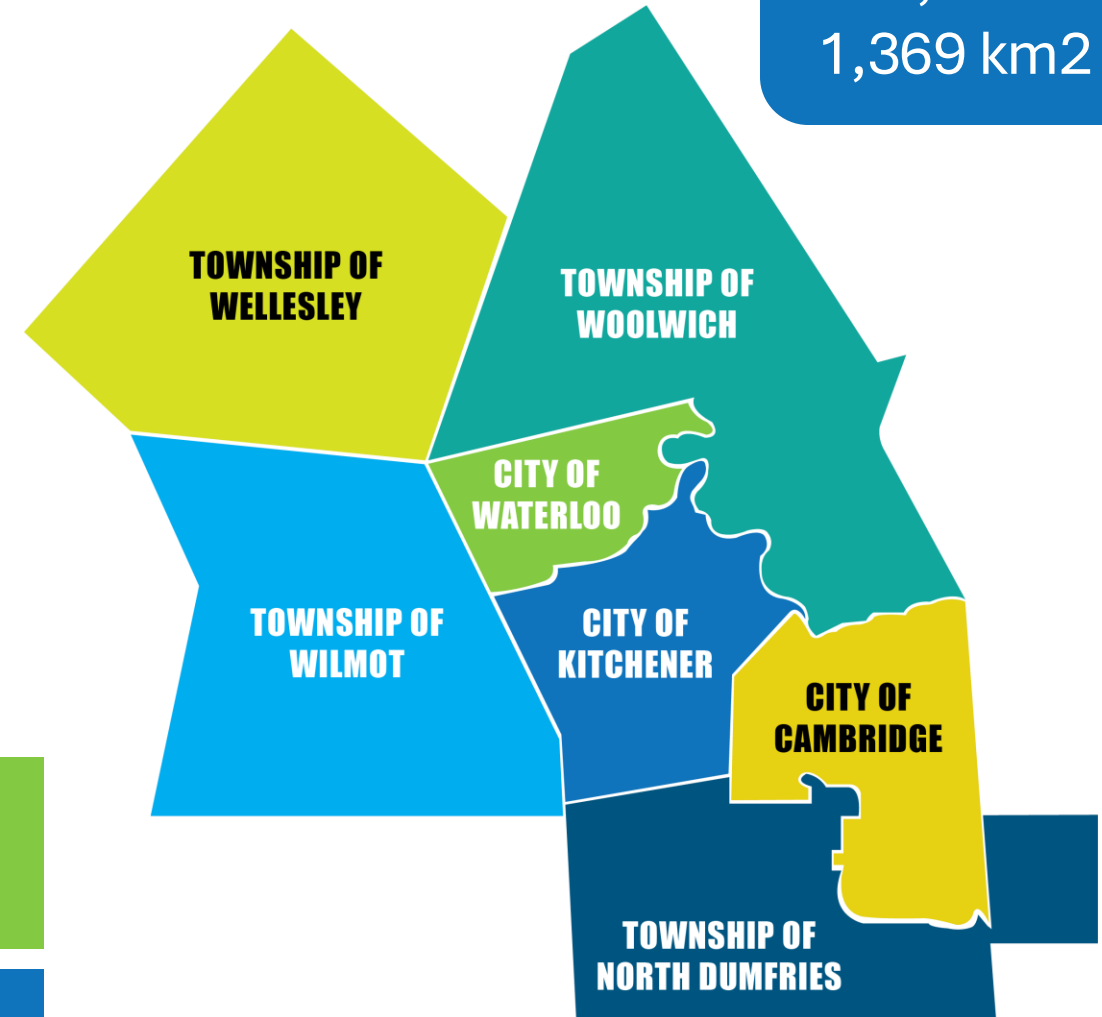 1,369 km2
TOWNSHIP OF
WELLESLEY
TOWNSHIP OF
WOOLWICH
CITY OF
WATERLOO
TOWNSHIP OF
WILMOT
CITY OF
KITCHENER
CITY OF
CAMBRIDGE
TOWNSHIP OF
NORTH DUMFRIES